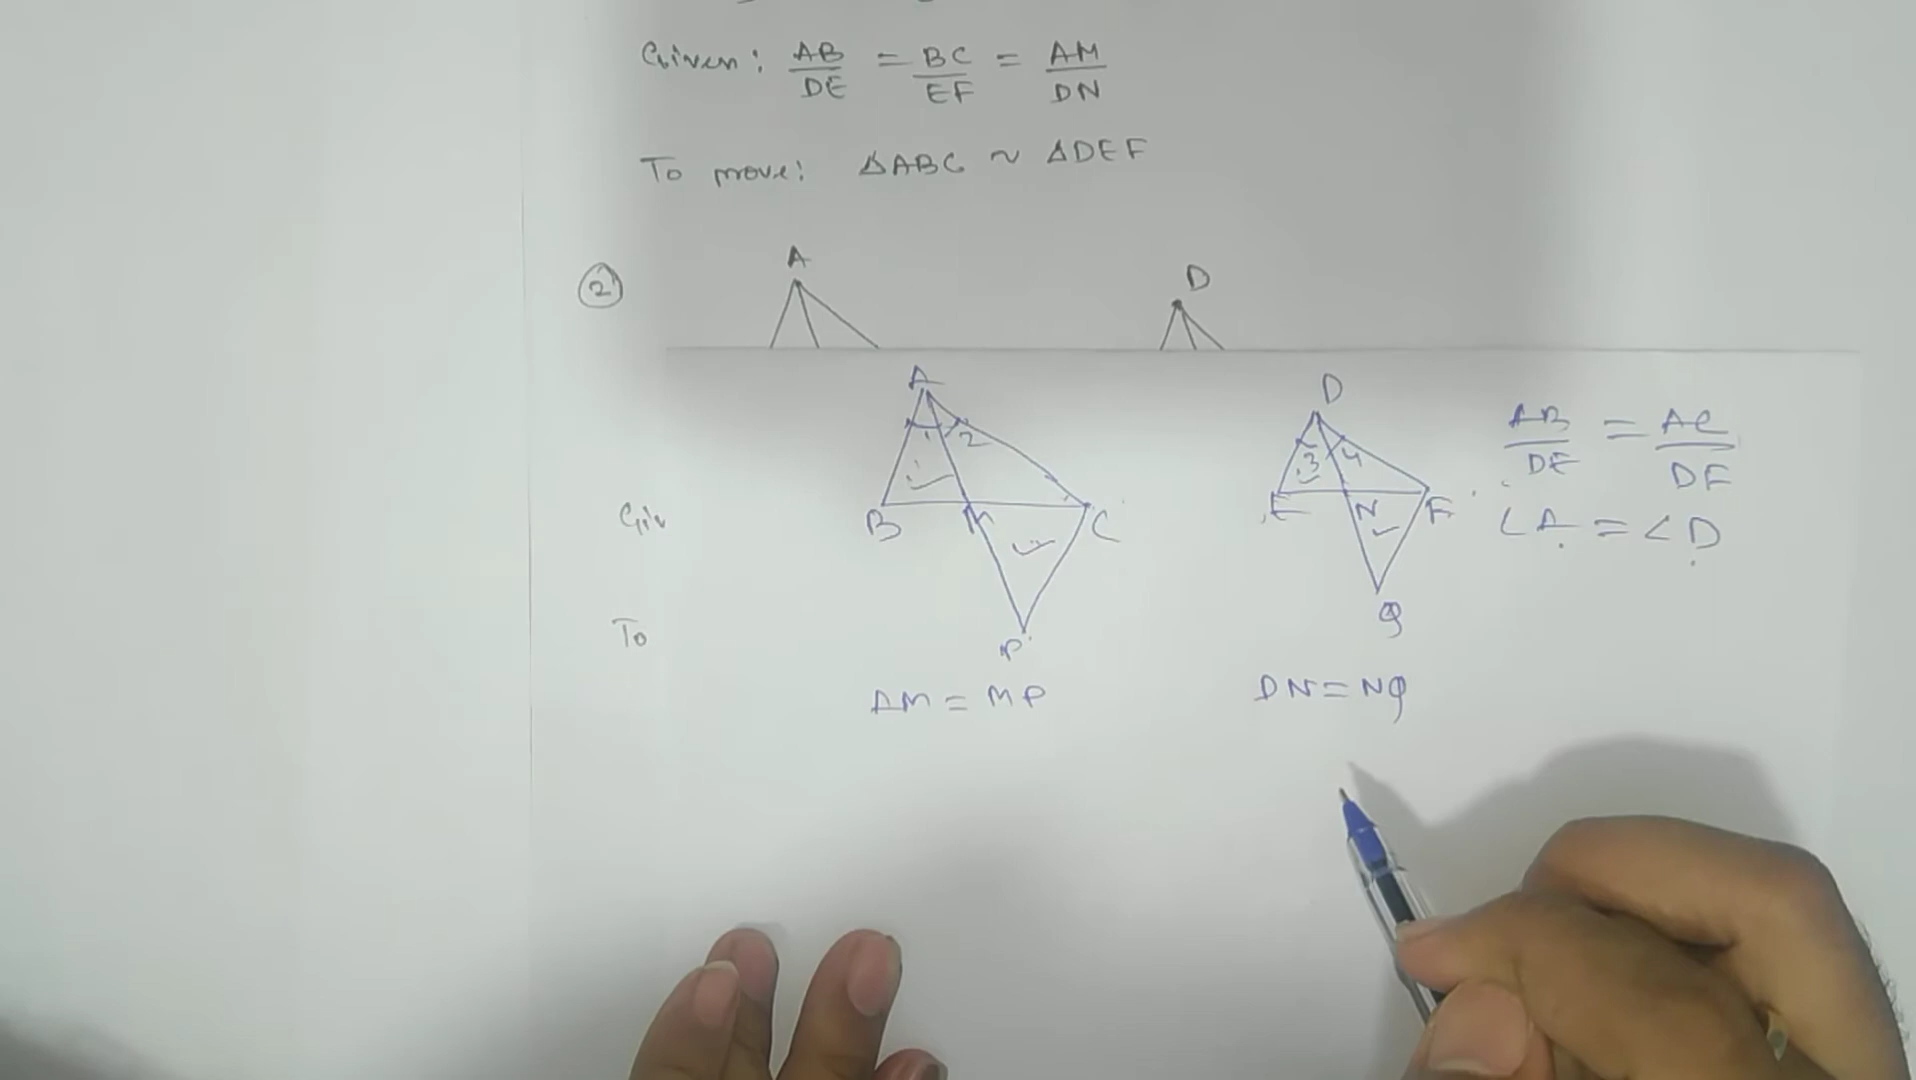 Given: AB/DE = BC/EF = AM/DN
To prove: ΔABC ~ ΔDEF
2
A D
A D
AB/DE = AC/DF
1 2 3 4
B M C E N F
∠A = ∠D
Giv
P Q
To
AM = MP DN = NQ